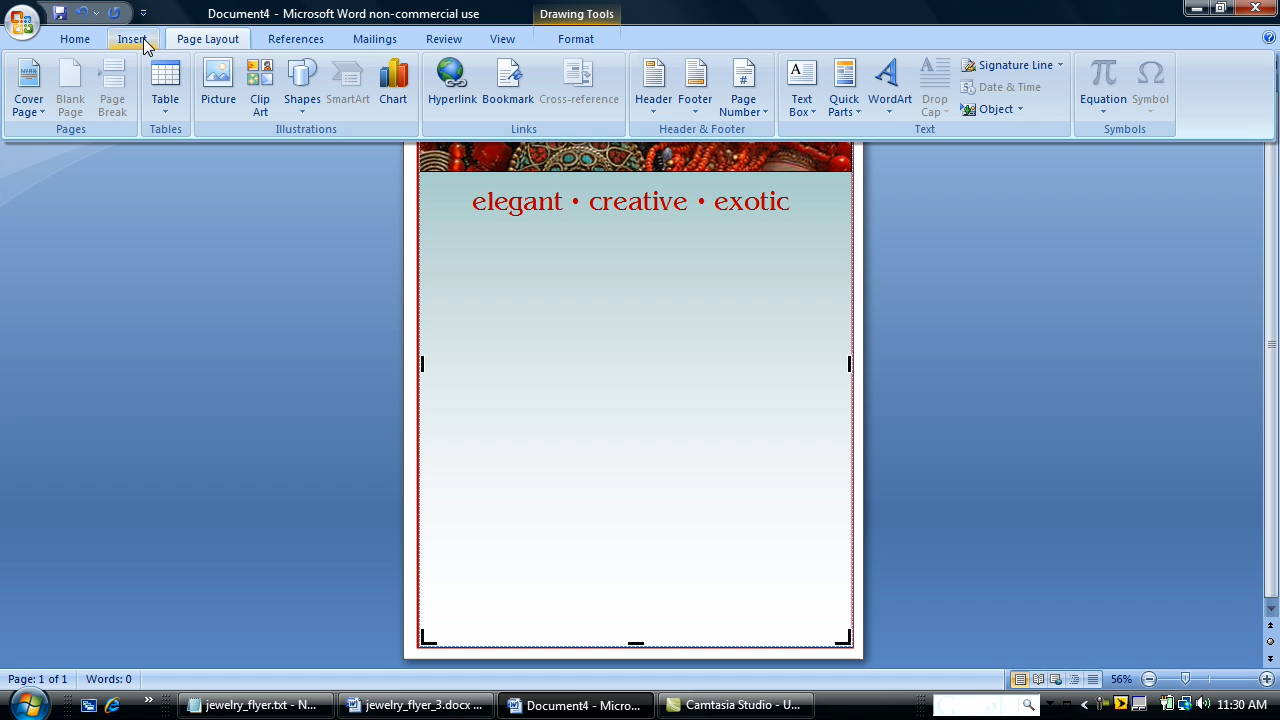 Document4 - Microsoft Word non-commercial use
Drawing Tools
Home Insert Page Layout References Mailings Review View Format
Cover Page
Blank Page
Page Break
Table
Picture
Clip Art
Shapes
SmartArt
Chart
Hyperlink
Bookmark
Cross-reference
Header
Footer
Page Number
Text Box
Quick Parts
WordArt
Drop Cap
Signature Line
Date & Time
Object
Equation
Symbol
Pages Tables Illustrations Links Header & Footer Text Symbols
elegant • creative • exotic
Page: 1 of 1 Words: 0 56%
jewelry_flyer.txt - N... jewelry_flyer_3.docx ... Document4 - Micro... Camtasia Studio - U... 11:30 AM